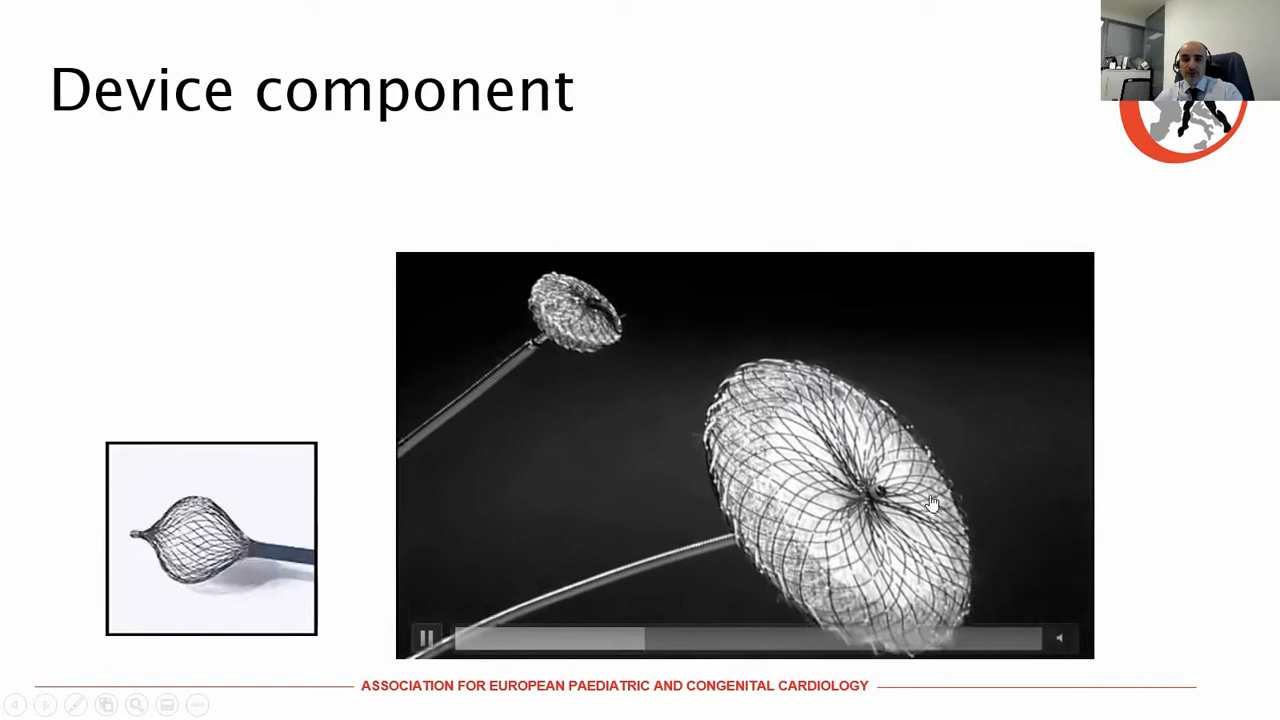 Device component
ASSOCIATION FOR EUROPEAN PAEDIATRIC AND CONGENITAL CARDIOLOGY